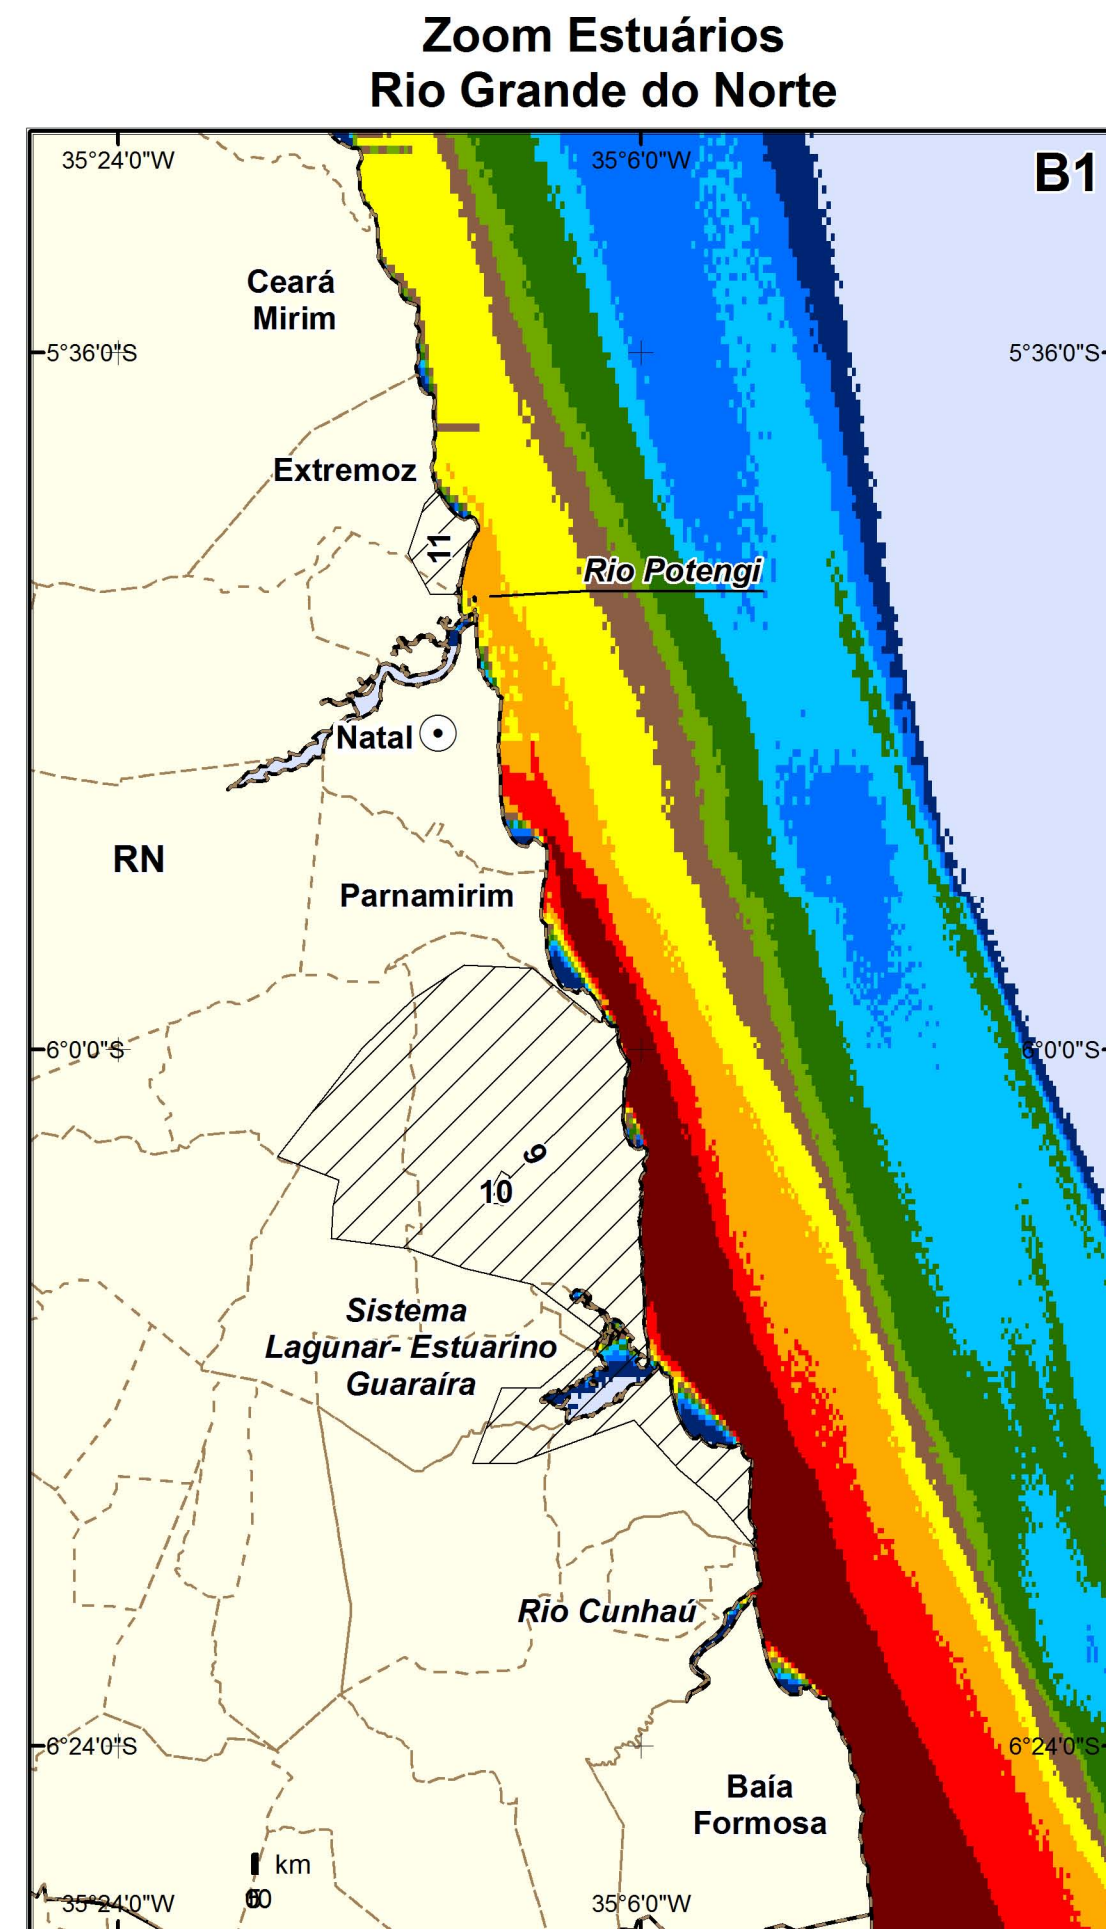 Zoom Estuários
Rio Grande do Norte
35°24'0"W
35°6'0"W
B1
Ceará
Mirim
5°36'0"S
5°36'0"S
Extremoz
11
Rio Potengi
Natal
RN
Parnamirim
6°0'0"S
6°0'0"S
9
10
Sistema
Lagunar- Estuarino
Guaraíra
Rio Cunhaú
6°24'0"S
6°24'0"S
Baía
Formosa
km
35°24'0"W
35°6'0"W